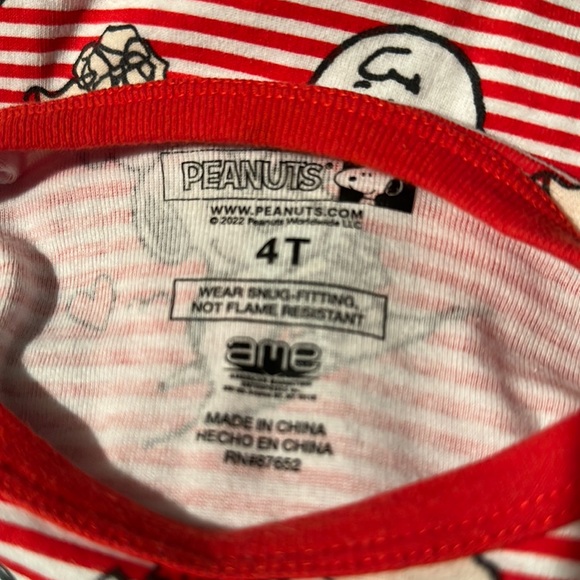 PEANUTS
WWW.PEANUTS.COM
© 2022 Peanuts Worldwide LLC
4T
WEAR SNUG-FITTING,
NOT FLAME RESISTANT
ame
MADE IN CHINA
HECHO EN CHINA
RN#87652